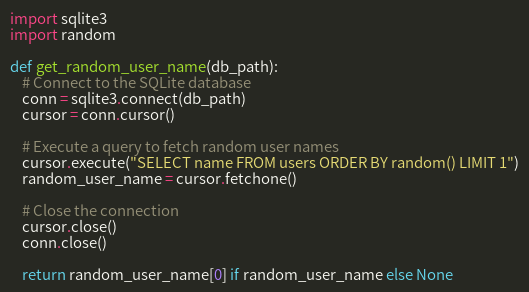 import sqlite3
import random

def get_random_user_name(db_path):
    # Connect to the SQLite database
    conn = sqlite3.connect(db_path)
    cursor = conn.cursor()

    # Execute a query to fetch random user names
    cursor.execute("SELECT name FROM users ORDER BY random() LIMIT 1")
    random_user_name = cursor.fetchone()

    # Close the connection
    cursor.close()
    conn.close()

    return random_user_name[0] if random_user_name else None